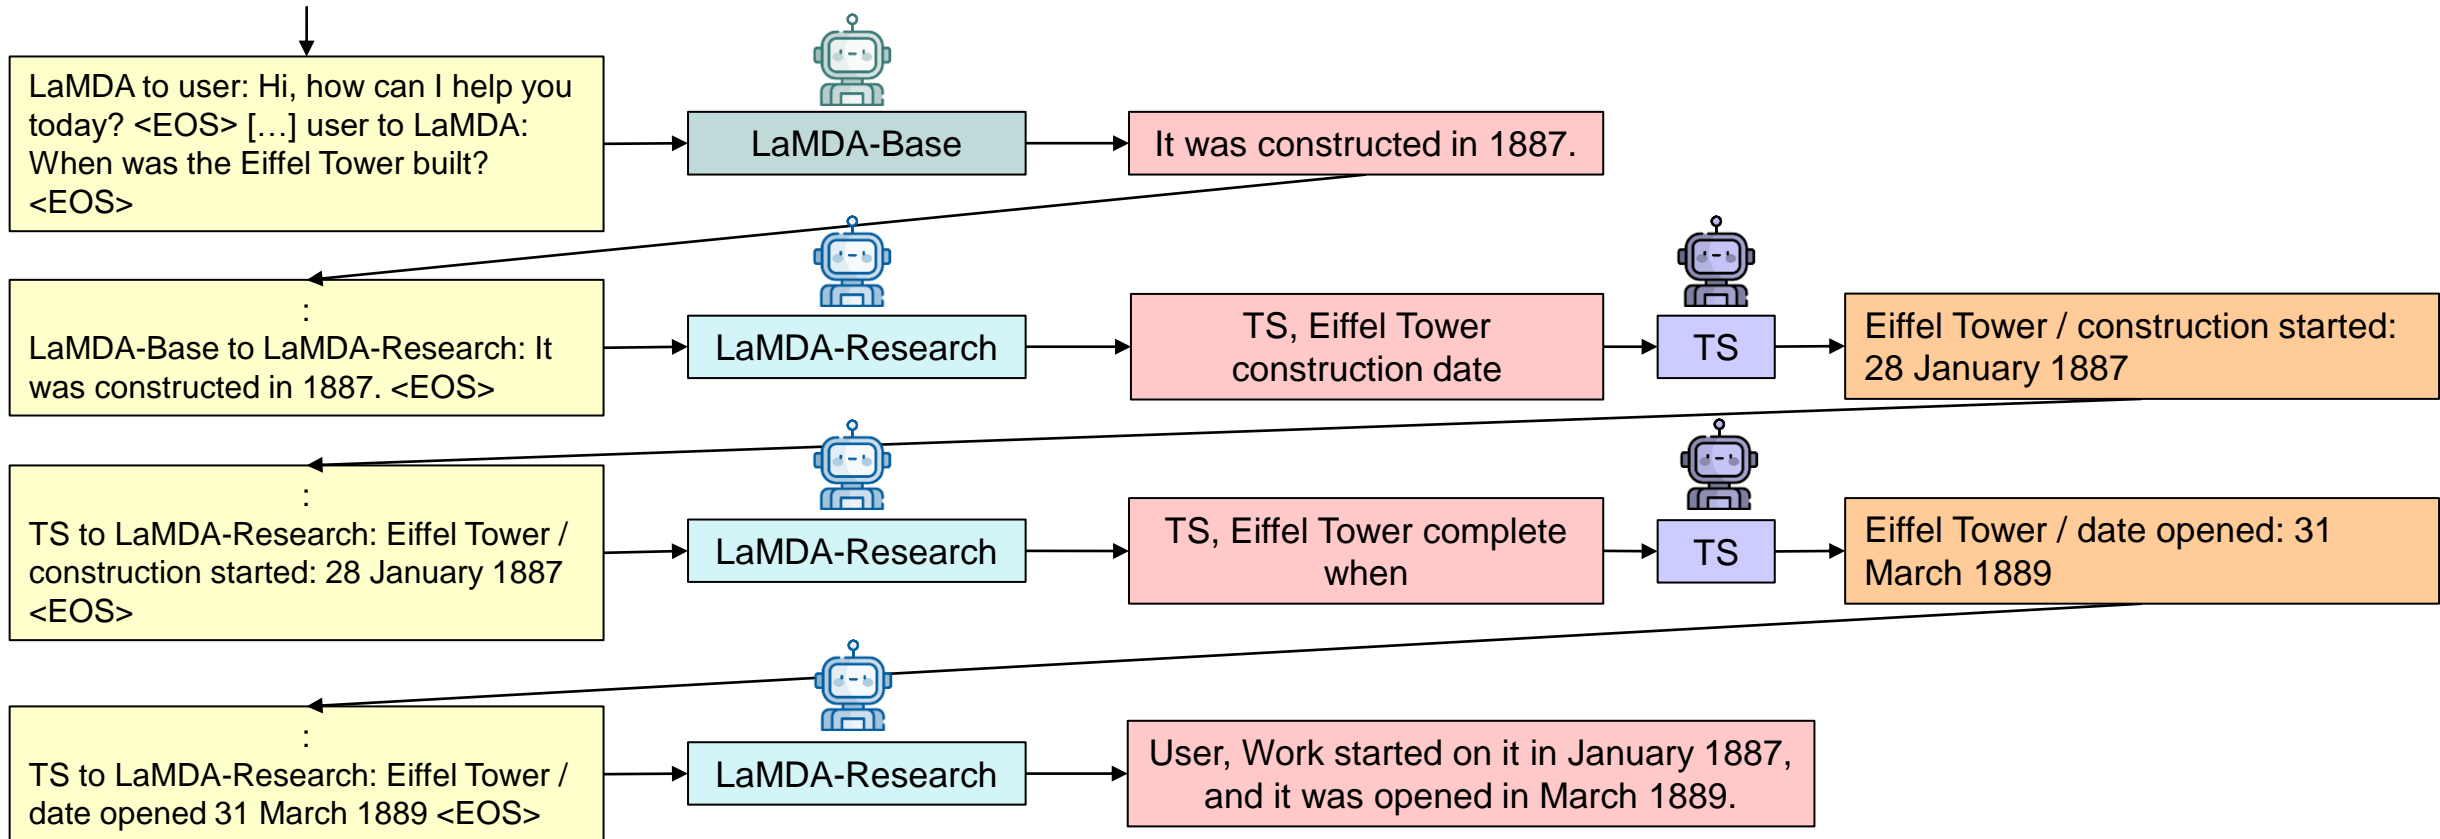 LaMDA to user: Hi, how can I help you
today? <EOS> […] user to LaMDA:
When was the Eiffel Tower built?
<EOS>
LaMDA-Base
It was constructed in 1887.
:
LaMDA-Base to LaMDA-Research: It
was constructed in 1887. <EOS>
LaMDA-Research
TS, Eiffel Tower
construction date
TS
Eiffel Tower / construction started:
28 January 1887
:
TS to LaMDA-Research: Eiffel Tower /
construction started: 28 January 1887
<EOS>
LaMDA-Research
TS, Eiffel Tower complete
when
TS
Eiffel Tower / date opened: 31
March 1889
:
TS to LaMDA-Research: Eiffel Tower /
date opened 31 March 1889 <EOS>
LaMDA-Research
User, Work started on it in January 1887,
and it was opened in March 1889.